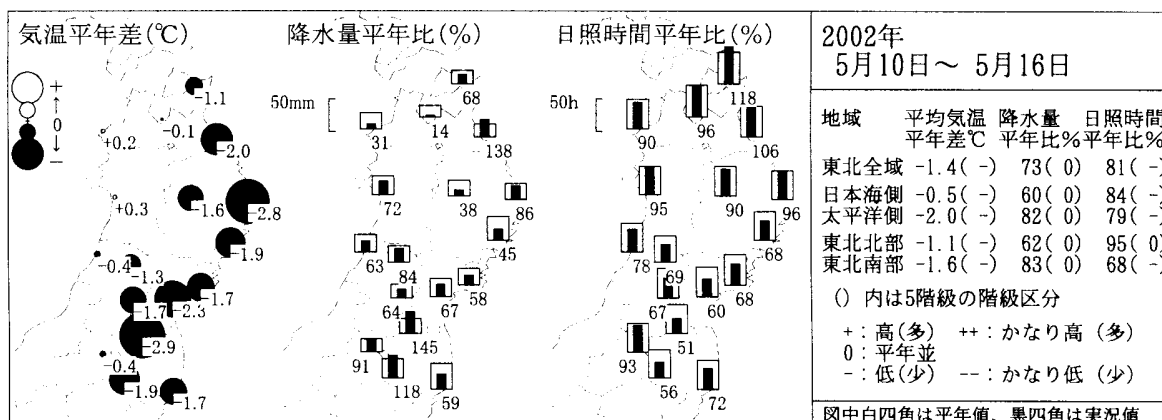 気温平年差(℃)
+
↑
0
↓
-
-1.1
-0.1
+0.2
-2.0
+0.3
-1.6
-2.8
-1.9
-0.4
-1.3
-1.7
-1.7
-2.3
-2.9
-0.4
-1.9
-1.7
降水量平年比(%)
50mm
68
14
31
138
72
38
86
45
63
84
58
64
67
145
91
118
59
日照時間平年比(%)
50h
118
96
90
106
95
90
96
68
78
69
68
67
60
51
93
56
72
2002年
5月10日～ 5月16日
地域 平均気温 降水量 日照時間
平年差℃ 平年比% 平年比%
東北全域 -1.4( -) 73( 0) 81( -)
日本海側 -0.5( -) 60( 0) 84( -)
太平洋側 -2.0( -) 82( 0) 79( -)
東北北部 -1.1( -) 62( 0) 95( 0)
東北南部 -1.6( -) 83( 0) 68( -)
() 内は5階級の階級区分
+:高(多) ++:かなり高 (多)
0:平年並
-:低(少) --:かなり低 (少)
図中白四角は平年値、黒四角は実況値